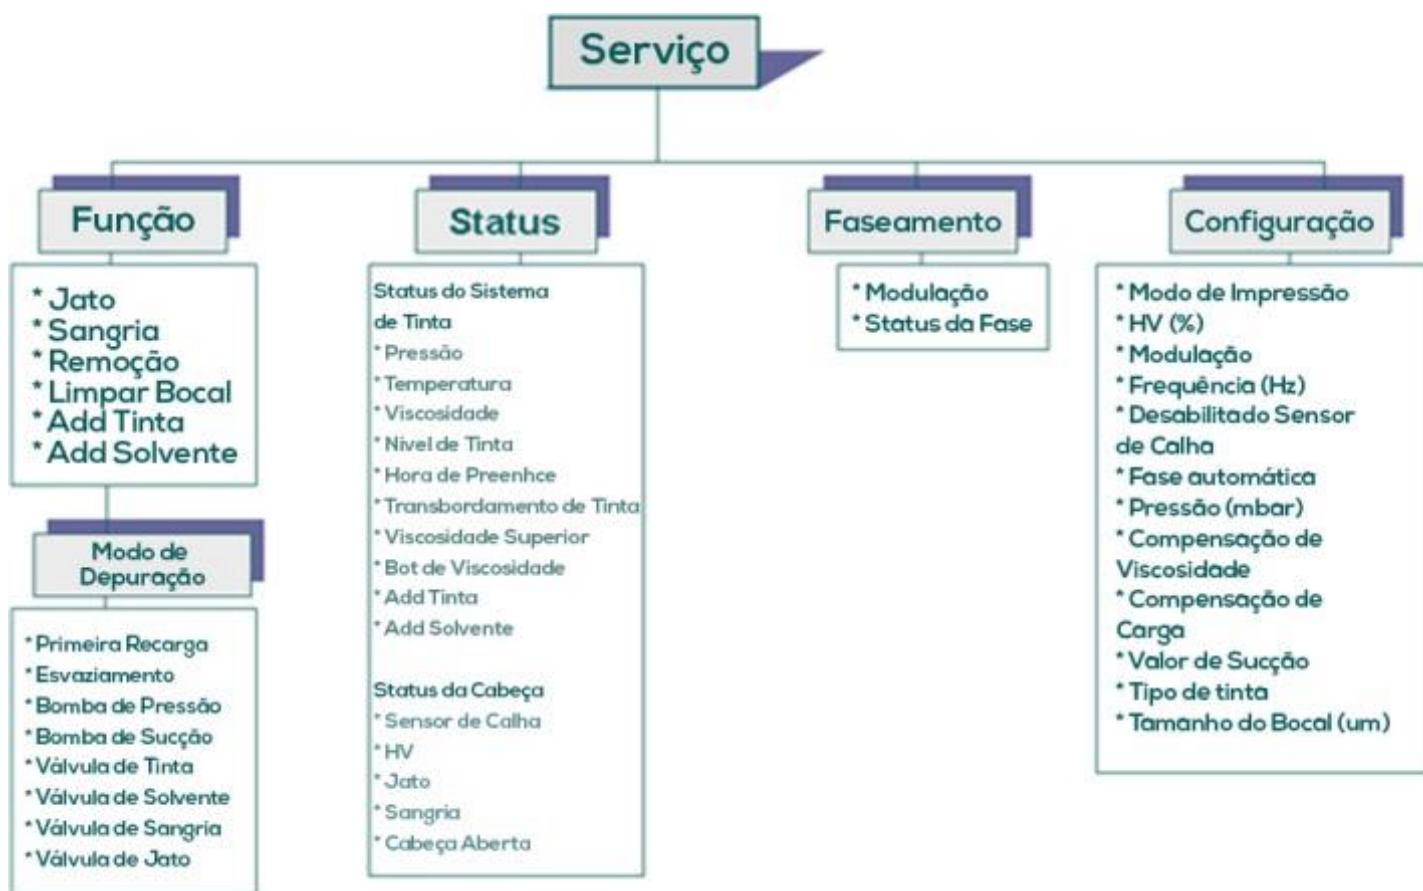 Serviço
Função
* Jato
* Sangria
* Remoção
* Limpar Bocal
* Add Tinta
* Add Solvente
Modo de
Depuração
* Primeira Recarga
* Esvaziamento
* Bomba de Pressão
* Bomba de Sucção
* Válvula de Tinta
* Válvula de Solvente
* Válvula de Sangria
* Válvula de Jato
Status
Status do Sistema
de Tinta
* Pressão
* Temperatura
* Viscosidade
* Nivel de Tinta
* Hora de Preenhce
* Transbordamento de Tinta
* Viscosidade Superior
* Bot de Viscosidade
* Add Tinta
* Add Solvente
Status da Cabeça
* Sensor de Calha
* HV
* Jato
* Sangria
* Cabeça Aberta
Faseamento
* Modulação
* Status da Fase
Configuração
* Modo de Impressão
* HV (%)
* Modulação
* Frequência (Hz)
* Desabilitado Sensor
de Calha
* Fase automática
* Pressão (mbar)
* Compensação de
Viscosidade
* Compensação de
Carga
* Valor de Sucção
* Tipo de tinta
* Tamanho do Bocal (um)